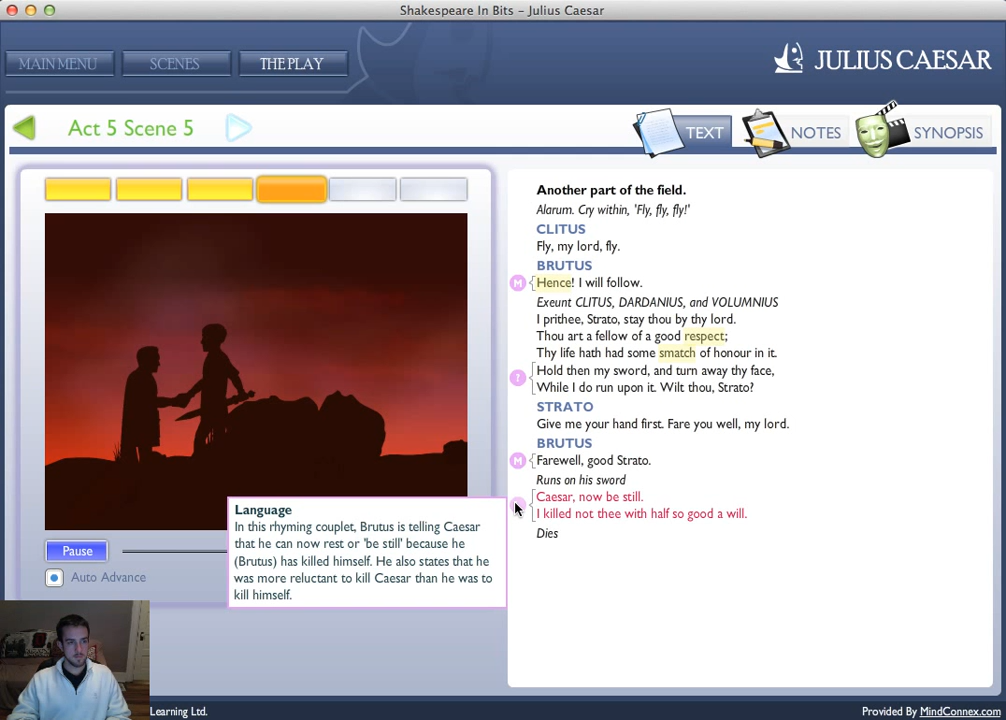 Shakespeare In Bits - Julius Caesar
MAIN MENU
SCENES
THE PLAY
JULIUS CAESAR
Act 5 Scene 5
TEXT
NOTES
SYNOPSIS
Another part of the field.
Alarum. Cry within, 'Fly, fly, fly!'
CLITUS
Fly, my lord, fly.
BRUTUS
M
Hence! I will follow.
Exeunt CLITUS, DARDANIUS, and VOLUMNIUS
I prithee, Strato, stay thou by thy lord.
Thou art a fellow of a good respect;
Thy life hath had some smatch of honour in it.
Hold then my sword, and turn away thy face,
While I do run upon it. Wilt thou, Strato?
STRATO
Give me your hand first. Fare you well, my lord.
BRUTUS
M
Farewell, good Strato.
Runs on his sword
Caesar, now be still.
I killed not thee with half so good a will.
Dies
Language
In this rhyming couplet, Brutus is telling Caesar
that he can now rest or 'be still' because he
(Brutus) has killed himself. He also states that he
was more reluctant to kill Caesar than he was to
kill himself.
Pause
Auto Advance
Learning Ltd.
Provided By MindConnex.com